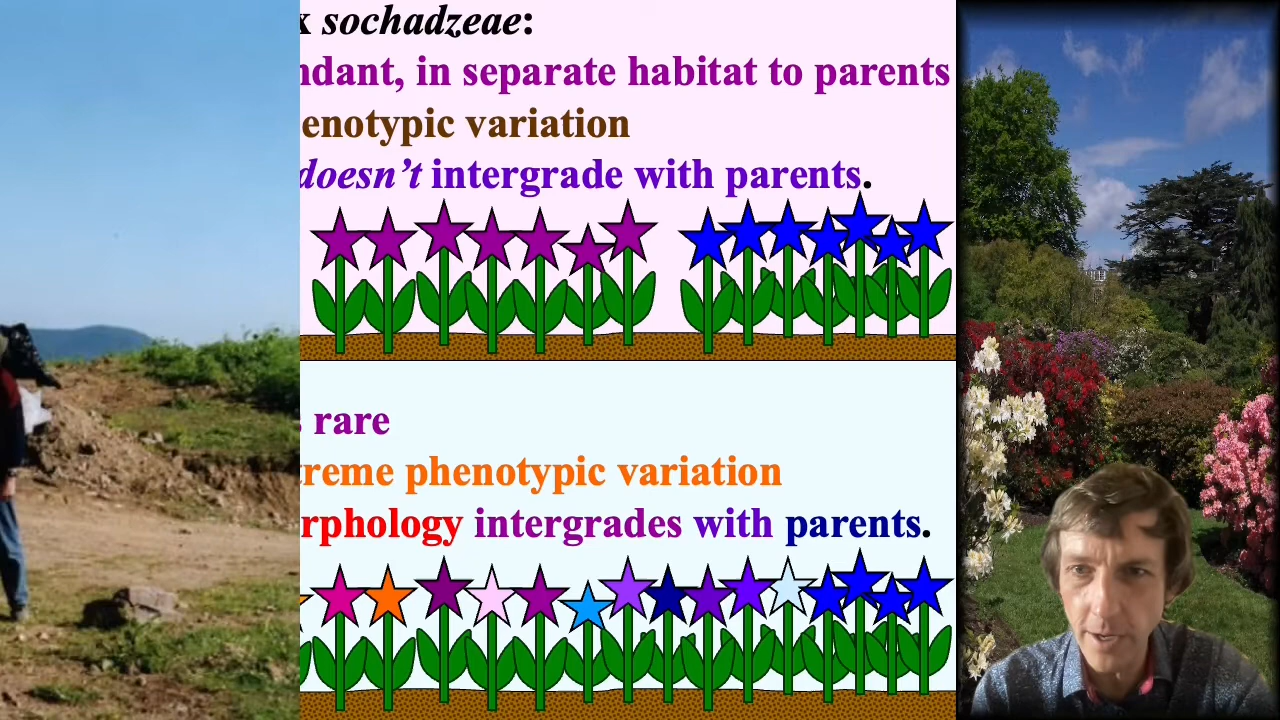 x sochadzeae:
ndant, in separate habitat to parents
enotypic variation
doesn't intergrade with parents.
s rare
treme phenotypic variation
rphology intergrades with parents.